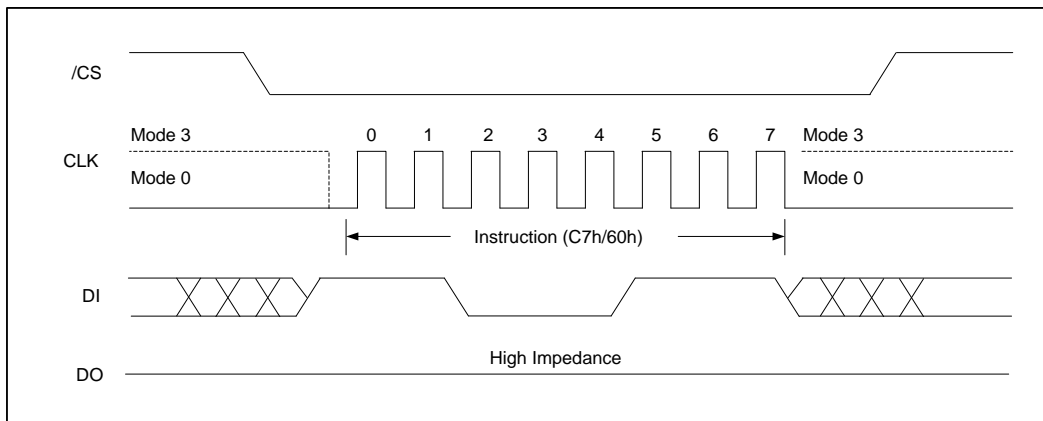 /CS
Mode 3 0 1 2 3 4 5 6 7 Mode 3
CLK
Mode 0 Mode 0
Instruction (C7h/60h)
DI
High Impedance
DO